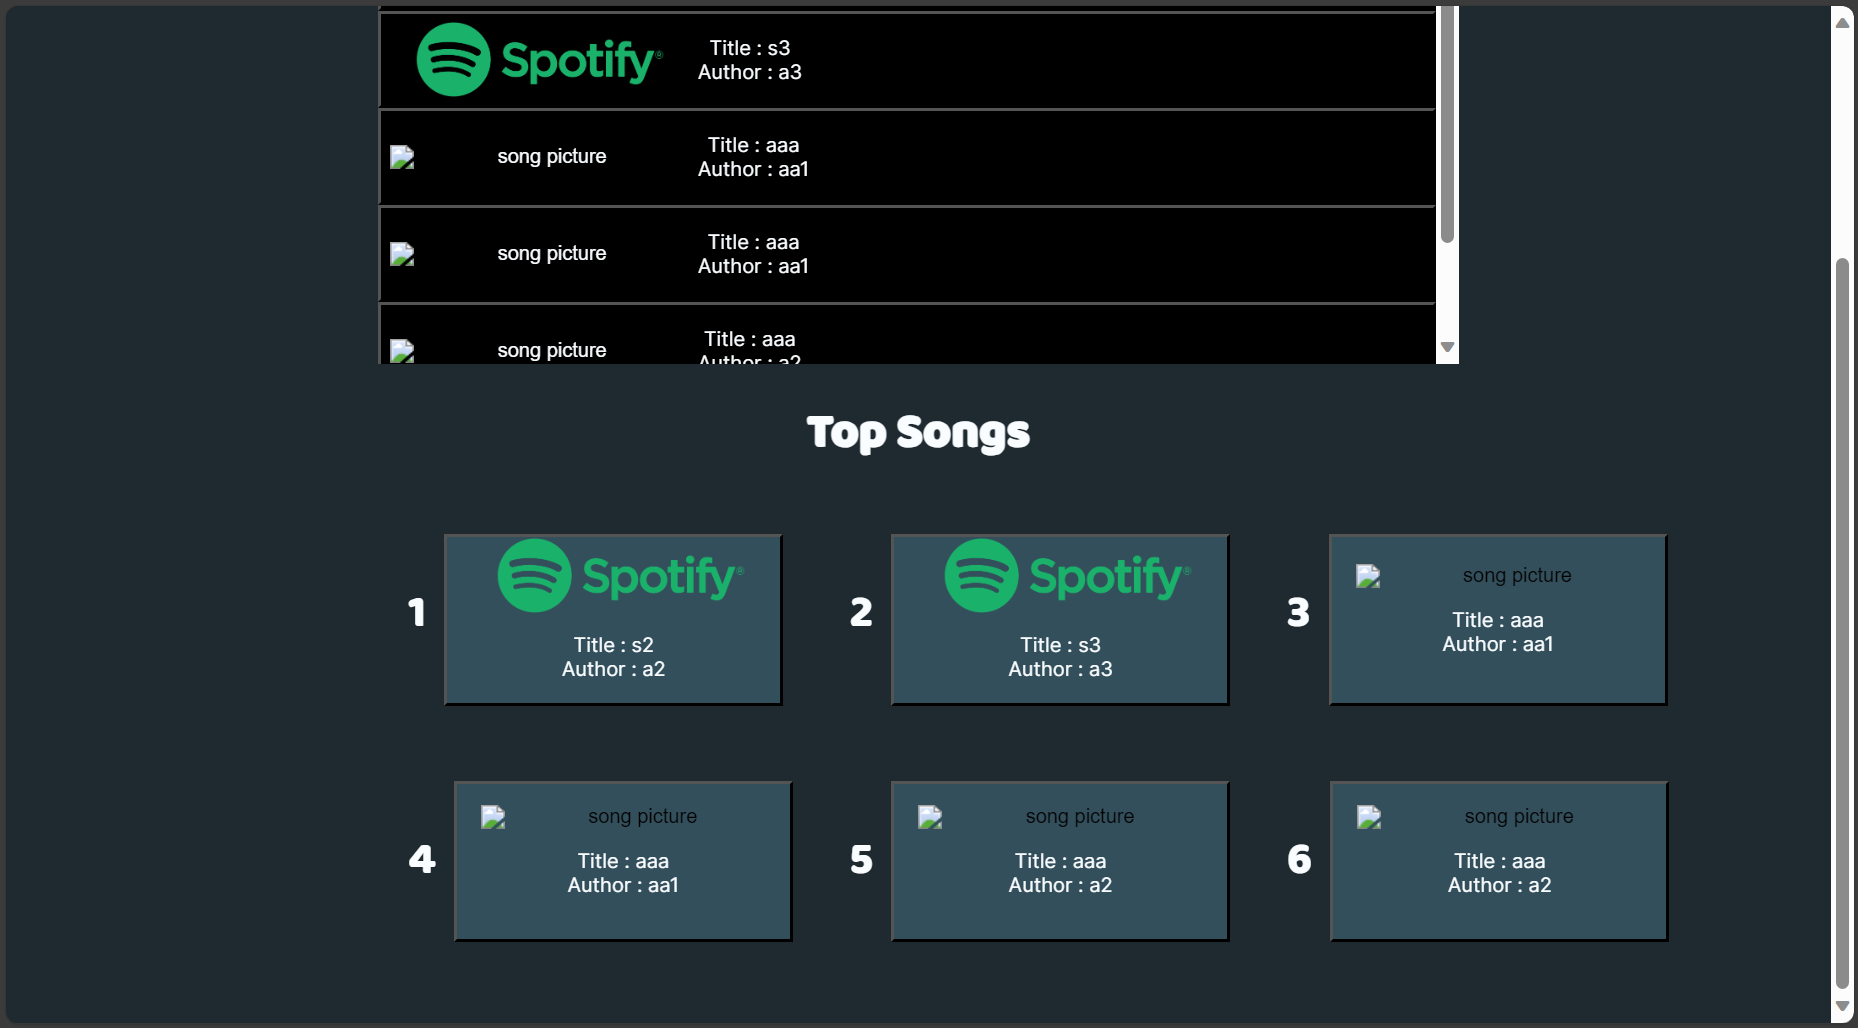 Spotify®
Title : s3
Author : a3
song picture
Title : aaa
Author : aa1
song picture
Title : aaa
Author : aa1
song picture
Title : aaa
Author : a2
Top Songs
1
Spotify®
Title : s2
Author : a2
2
Spotify®
Title : s3
Author : a3
3
song picture
Title : aaa
Author : aa1
4
song picture
Title : aaa
Author : aa1
5
song picture
Title : aaa
Author : a2
6
song picture
Title : aaa
Author : a2